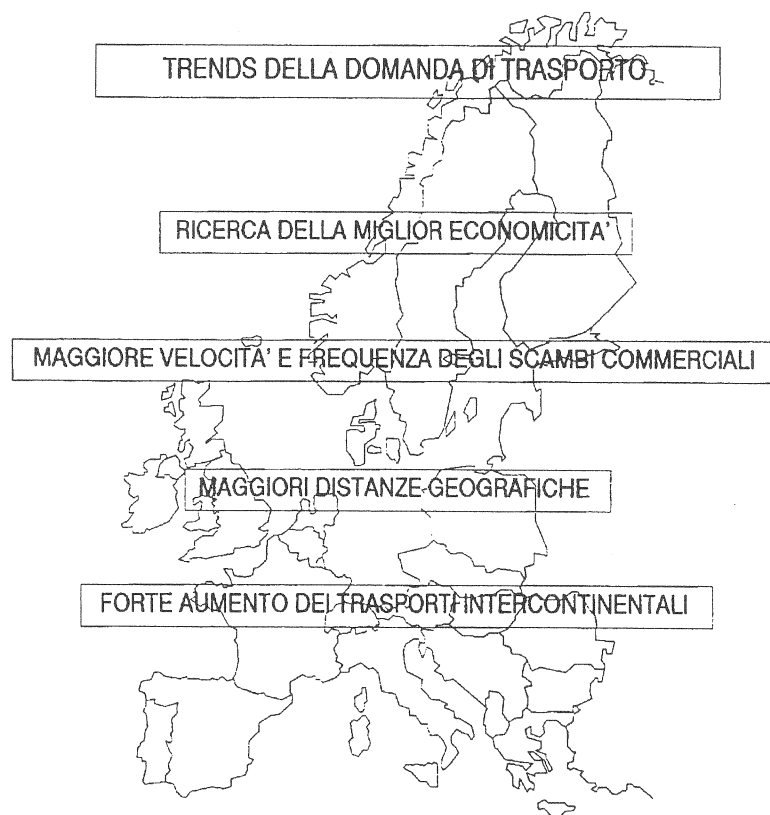 TRENDS DELLA DOMANDA DI TRASPORTO
RICERCA DELLA MIGLIOR ECONOMICITA'
MAGGIORE VELOCITA' E FREQUENZA DEGLI SCAMBI COMMERCIALI
MAGGIORI DISTANZE GEOGRAFICHE
FORTE AUMENTO DEI TRASPORTI INTERCONTINENTALI